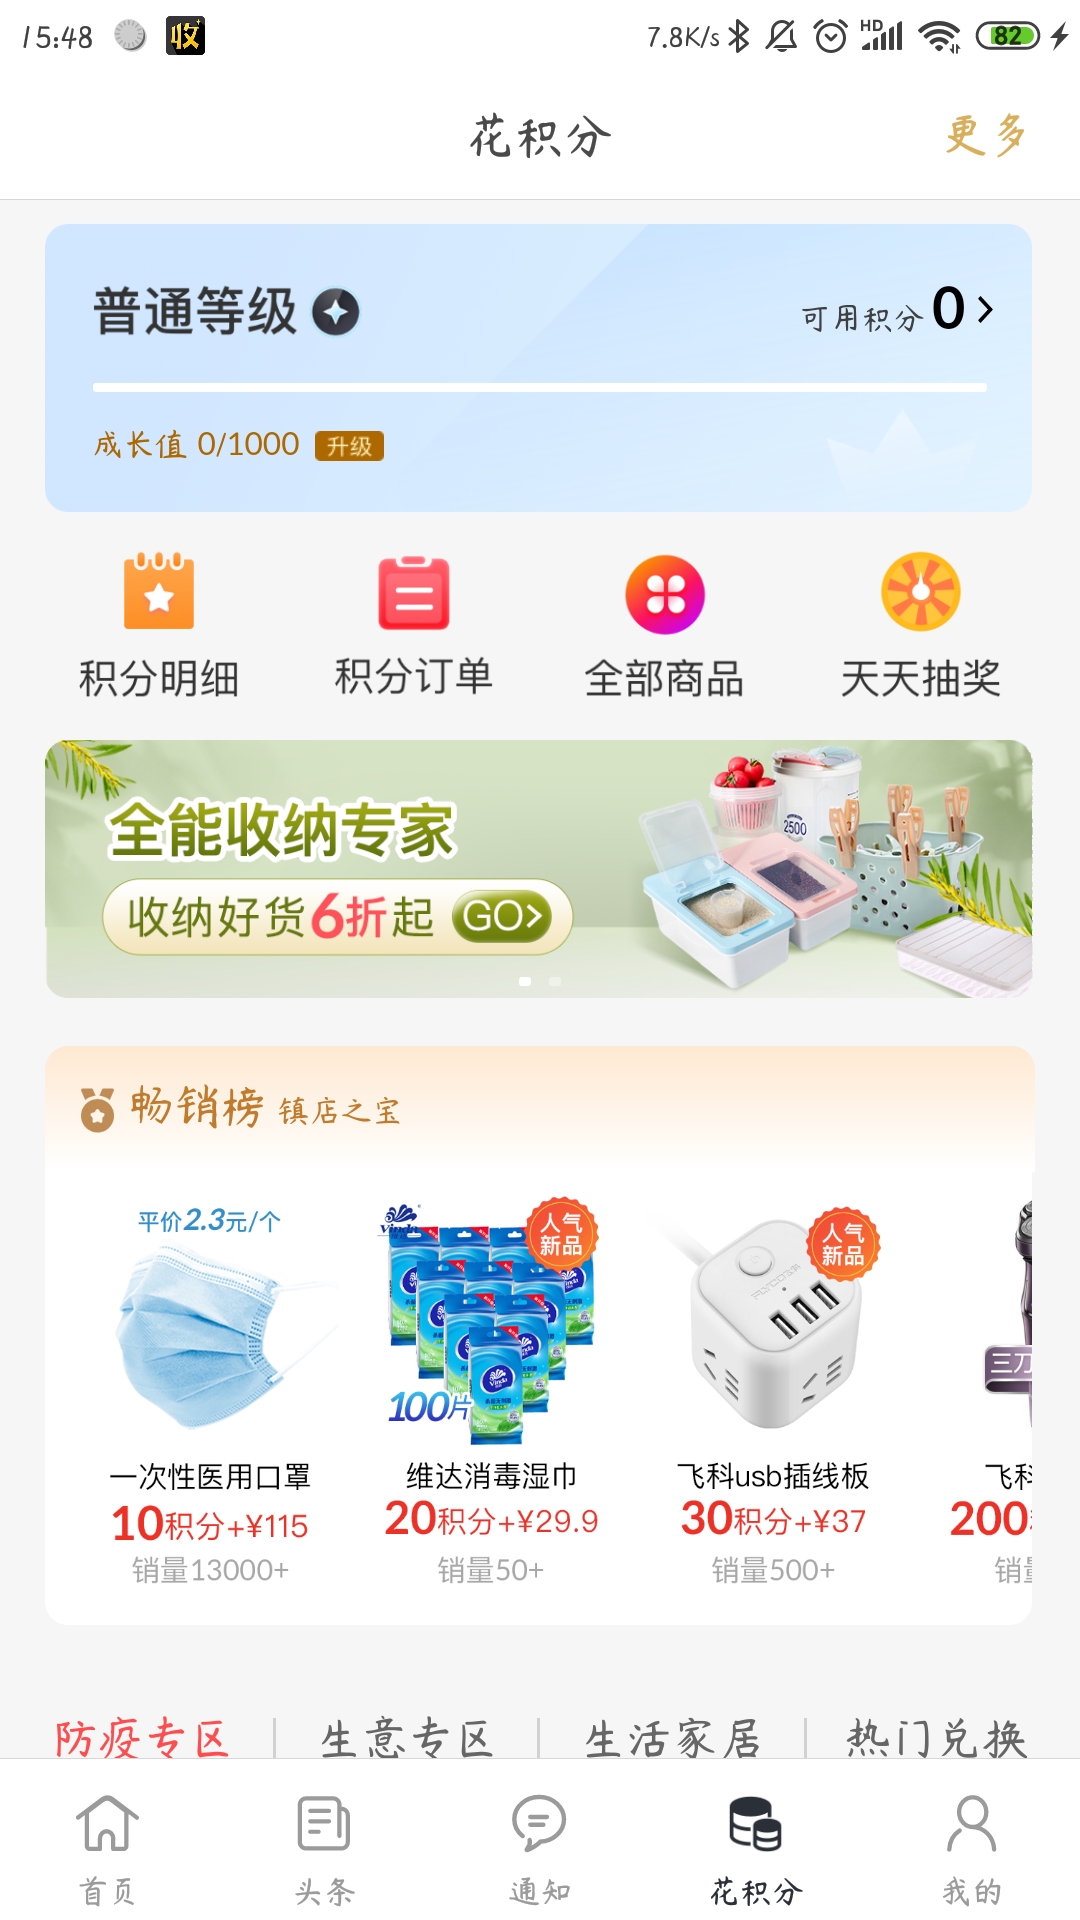 15:48 收 7.8K/s HD 82
花积分 更多
普通等级 可用积分 0
成长值 0/1000 升级
积分明细 积分订单 全部商品 天天抽奖
全能收纳专家
2500
收纳好货6折起 GO>
畅销榜 镇店之宝
平价2.3元/个
Vinda
人气
新品
人气
新品
100片
三刀
一次性医用口罩 维达消毒湿巾 飞科usb插线板 飞科
10积分+¥115 20积分+¥29.9 30积分+¥37 200
销量13000+ 销量50+ 销量500+ 销量
防疫专区 生意专区 生活家居 热门兑换
首页 头条 通知 花积分 我的